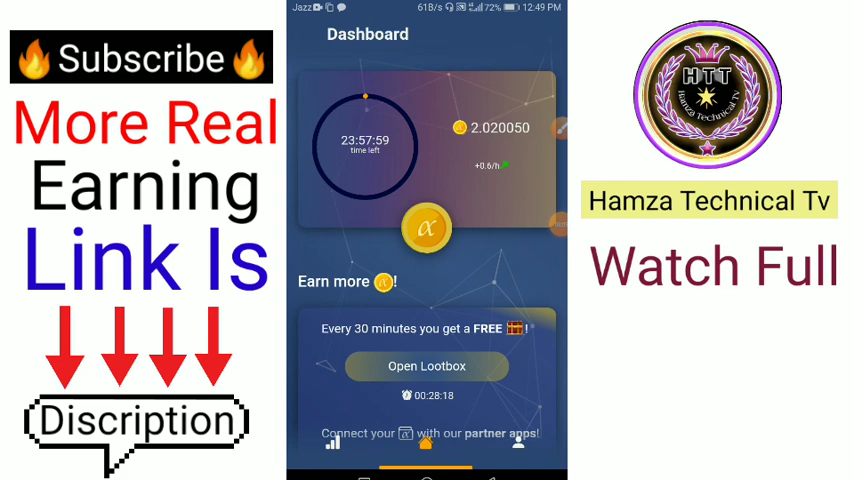 Subscribe
More Real
Earning
Link Is
Discription
Jazz 61B/s 72% 12:49 PM
Dashboard
23:57:59
time left
2.020050
+0.6/h
Earn more !
Every 30 minutes you get a FREE !
Open Lootbox
00:28:18
Connect your with our partner apps!
HTT
Hamza Technical Tv
Hamza Technical Tv
Watch Full